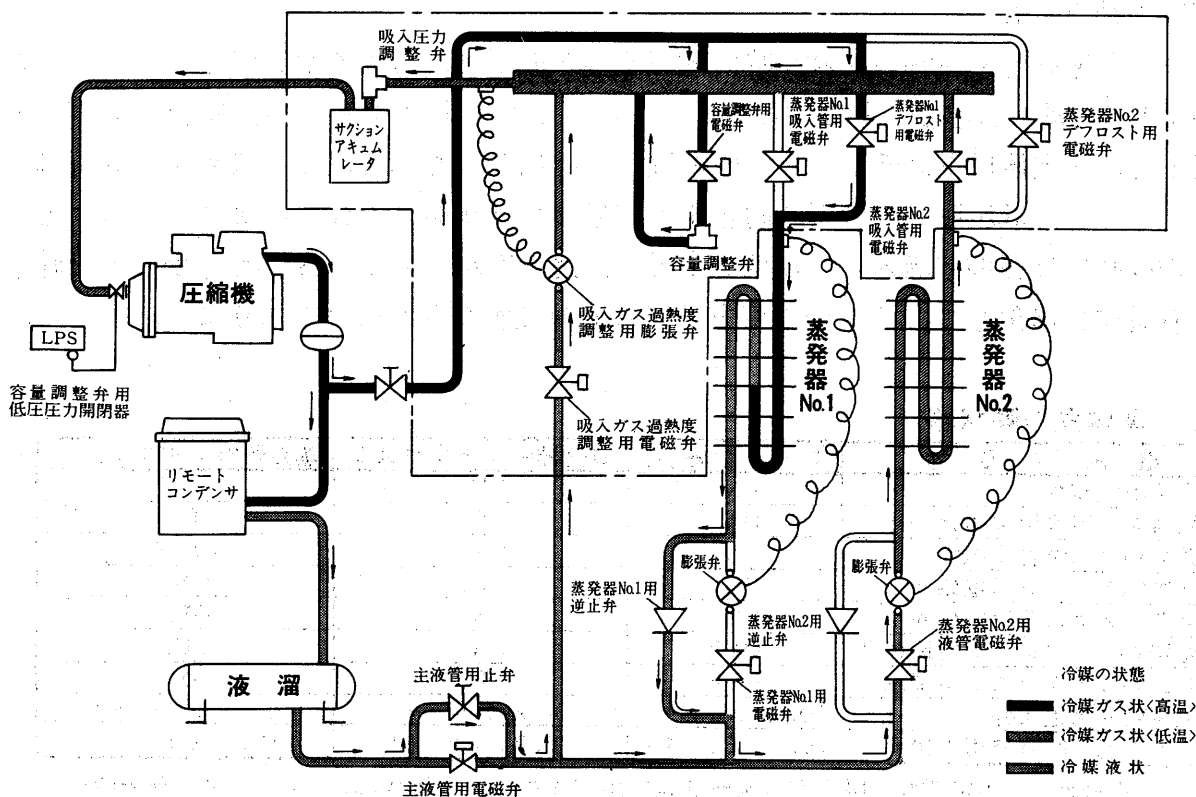 吸入圧力
調整弁
サクション
アキュム
レータ
容量調整弁用
電磁弁
蒸発器No.1
吸入管用
電磁弁
蒸発器No.1
デフロスト
用電磁弁
蒸発器No.2
デフロスト用
電磁弁
蒸発器No.2
吸入管用
電磁弁
容量調整弁
圧縮機
LPS
容量調整弁用
低圧圧力開閉器
吸入ガス過熱度
調整用膨張弁
吸入ガス過熱度
調整用電磁弁
蒸発器
No.1
蒸発器
No.2
リモート
コンデンサ
膨張弁
膨張弁
蒸発器No.1用
逆止弁
蒸発器No.2用
逆止弁
蒸発器No.2用
液管電磁弁
蒸発器No.1用
電磁弁
液溜
主液管用止弁
主液管用電磁弁
冷媒の状態
冷媒ガス状<高温>
冷媒ガス状<低温>
冷媒液状